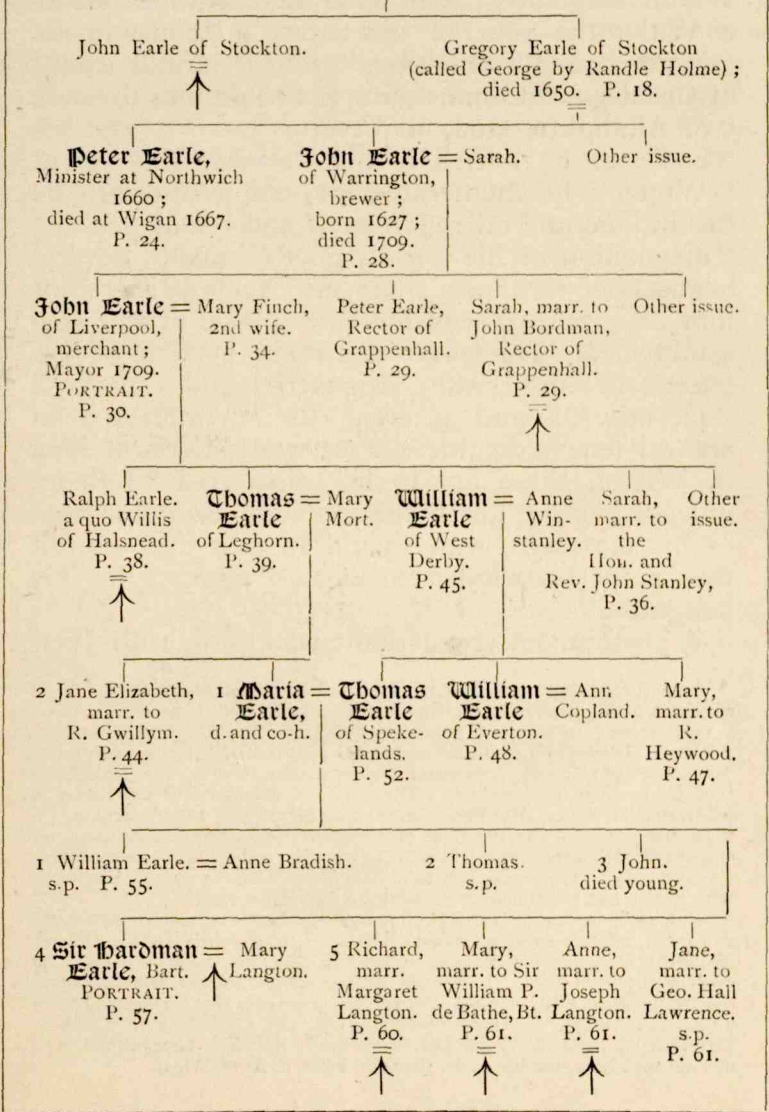 John Earle of Stockton.
Gregory Earle of Stockton
(called George by Randle Holme) ;
died 1650. P. 18.
Peter Earle,
Minister at Northwich
1660 ;
died at Wigan 1667.
P. 24.
John Earle = Sarah.
of Warrington,
brewer ;
born 1627 ;
died 1709.
P. 28.
Other issue.
John Earle = Mary Finch,
of Liverpool,
merchant ;
Mayor 1709.
PORTRAIT.
P. 30.
2nd wife.
P. 34.
Peter Earle,
Rector of
Grappenhall.
P. 29.
Sarah, marr. to
John Bordman,
Rector of
Grappenhall.
P. 29.
Other issue.
Ralph Earle.
a quo Willis
of Halsnead.
P. 38.
Thomas = Mary
Earle Mort.
of Leghorn.
P. 39.
William = Anne
Earle Win-
of West stanley.
Derby.
P. 45.
Sarah,
marr. to
the
Hon. and
Rev. John Stanley,
P. 36.
Other
issue.
2 Jane Elizabeth,
marr. to
R. Gwillym.
P. 44.
1 Maria = Thomas
Earle, Earle
d. and co-h. of Speke-
lands.
P. 52.
William = Ann
Earle Copland.
of Everton.
P. 48.
Mary,
marr. to
R.
Heywood.
P. 47.
1 William Earle. = Anne Bradish.
s.p. P. 55.
2 Thomas.
s.p.
3 John.
died young.
4 Sir Hardman = Mary
Earle, Bart. Langton.
PORTRAIT.
P. 57.
5 Richard,
marr.
Margaret
Langton.
P. 60.
Mary,
marr. to Sir
William P.
de Bathe, Bt.
P. 61.
Anne,
marr. to
Joseph
Langton.
P. 61.
Jane,
marr. to
Geo. Hall
Lawrence.
s.p.
P. 61.